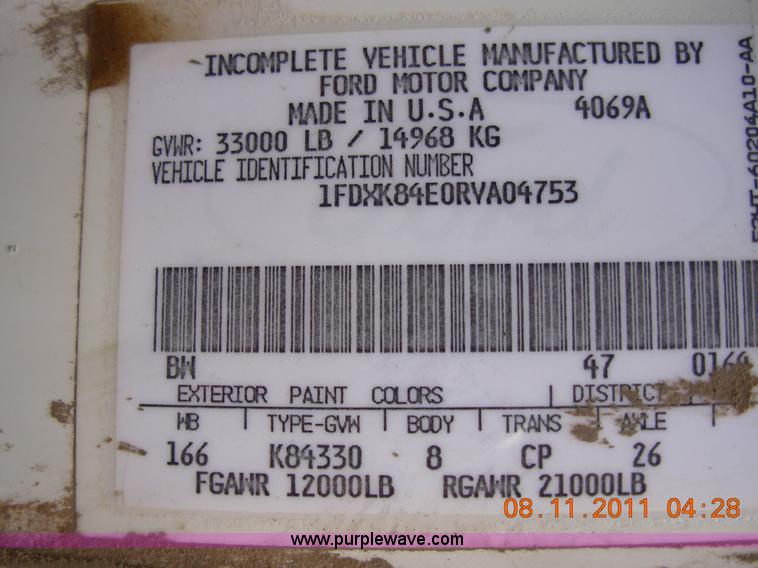 INCOMPLETE VEHICLE MANUFACTURED BY
FORD MOTOR COMPANY
MADE IN U.S.A 4069A
GVWR: 33000 LB / 14968 KG
VEHICLE IDENTIFICATION NUMBER
1FDXK84E0RVA04753
BW 47 0164
EXTERIOR PAINT COLORS DISTRICT
WB TYPE-GVW BODY TRANS AXLE
166 K84330 8 CP 26
FGAWR 12000LB RGAWR 21000LB
08.11.2011 04:28
www.purplewave.com